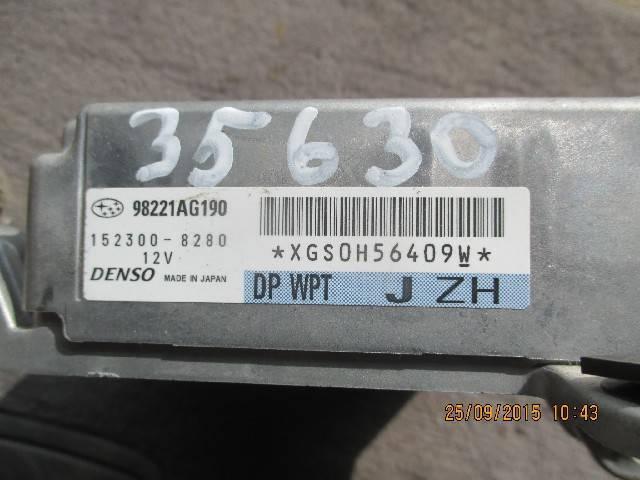 35630
98221AG190
152300-8280
12V
DENSO MADE IN JAPAN
*XGS0H56409W*
DP WPT J ZH
25/09/2015 10:43